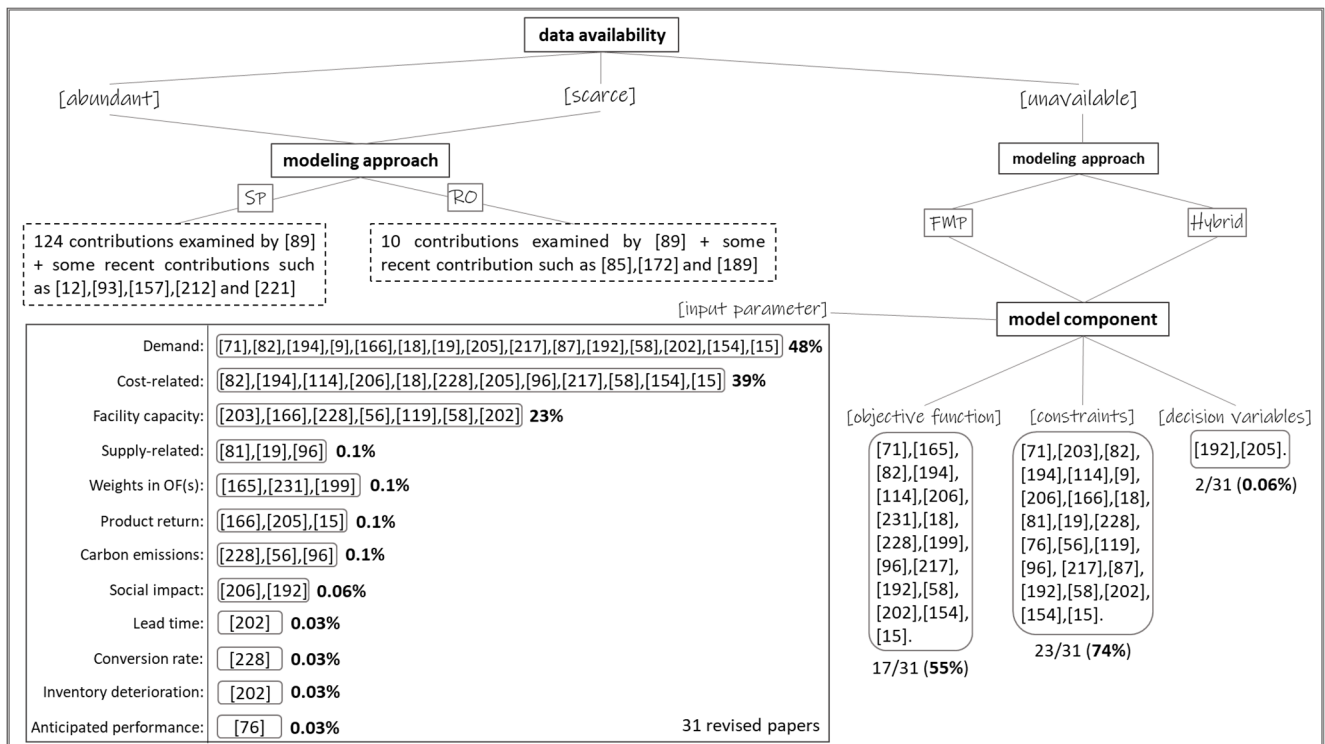 data availability
[abundant]
[scarce]
[unavailable]
modeling approach
modeling approach
SP
RO
FMP
Hybrid
124 contributions examined by [89]
+ some recent contributions such
as [12],[93],[157],[212] and [221]
10 contributions examined by [89] + some
recent contribution such as [85],[172] and [189]
[input parameter]
model component
Demand: [71],[82],[194],[9],[166],[18],[19],[205],[217],[87],[192],[58],[202],[154],[15] 48%
Cost-related: [82],[194],[114],[206],[18],[228],[205],[96],[217],[58],[154],[15] 39%
Facility capacity: [203],[166],[228],[56],[119],[58],[202] 23%
Supply-related: [81],[19],[96] 0.1%
Weights in OF(s): [165],[231],[199] 0.1%
Product return: [166],[205],[15] 0.1%
Carbon emissions: [228],[56],[96] 0.1%
Social impact: [206],[192] 0.06%
Lead time: [202] 0.03%
Conversion rate: [228] 0.03%
Inventory deterioration: [202] 0.03%
Anticipated performance: [76] 0.03%
31 revised papers
[objective function]
[71],[165],
[82],[194],
[114],[206],
[231],[18],
[228],[199],
[96],[217],
[192],[58],
[202],[154],
[15].
17/31 (55%)
[constraints]
[71],[203],[82],
[194],[114],[9],
[206],[166],[18],
[81],[19],[228],
[76],[56],[119],
[96], [217],[87],
[192],[58],[202],
[154],[15].
23/31 (74%)
[decision variables]
[192],[205].
2/31 (0.06%)